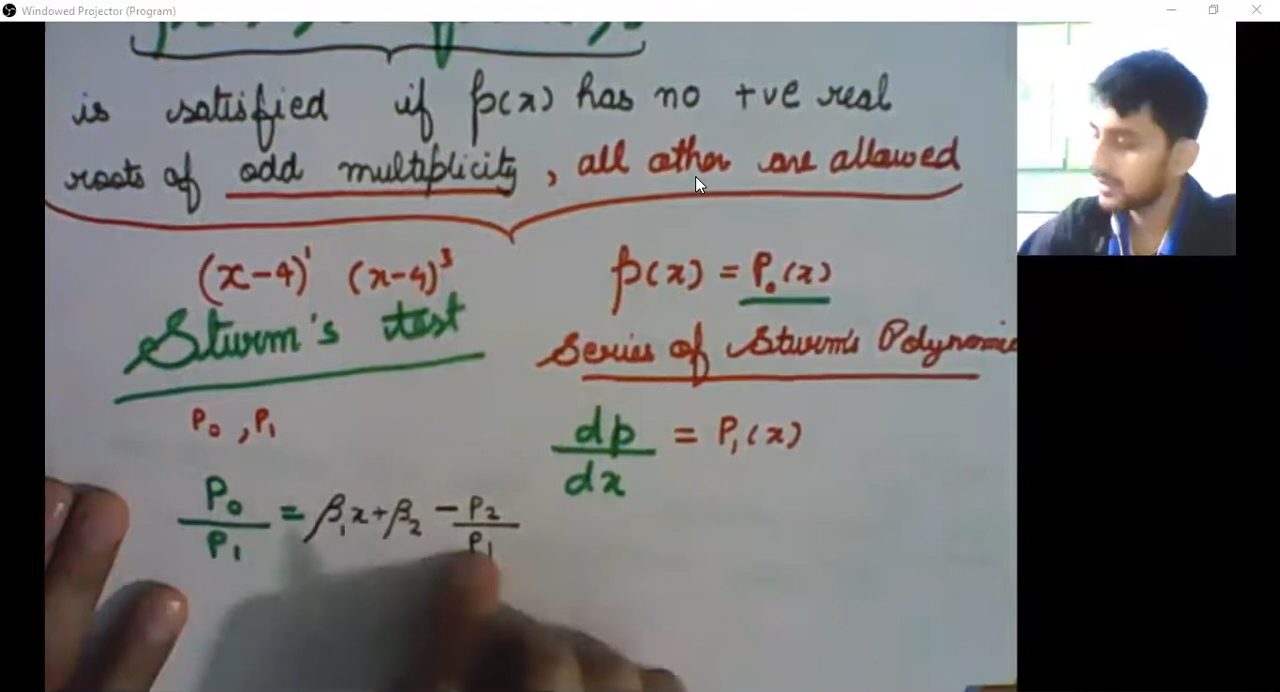 Windowed Projector (Program)
is satisfied if p(x) has no +ve real
roots of odd multiplicity, all other are allowed
(x-4)¹ (x-4)³ p(x) = P₀(x)
Sturm's test Series of Sturm's
P₀, P₁ dp/dx = P₁(x)
P₀/P₁ = β₁x+β₂ - P₂/P₁